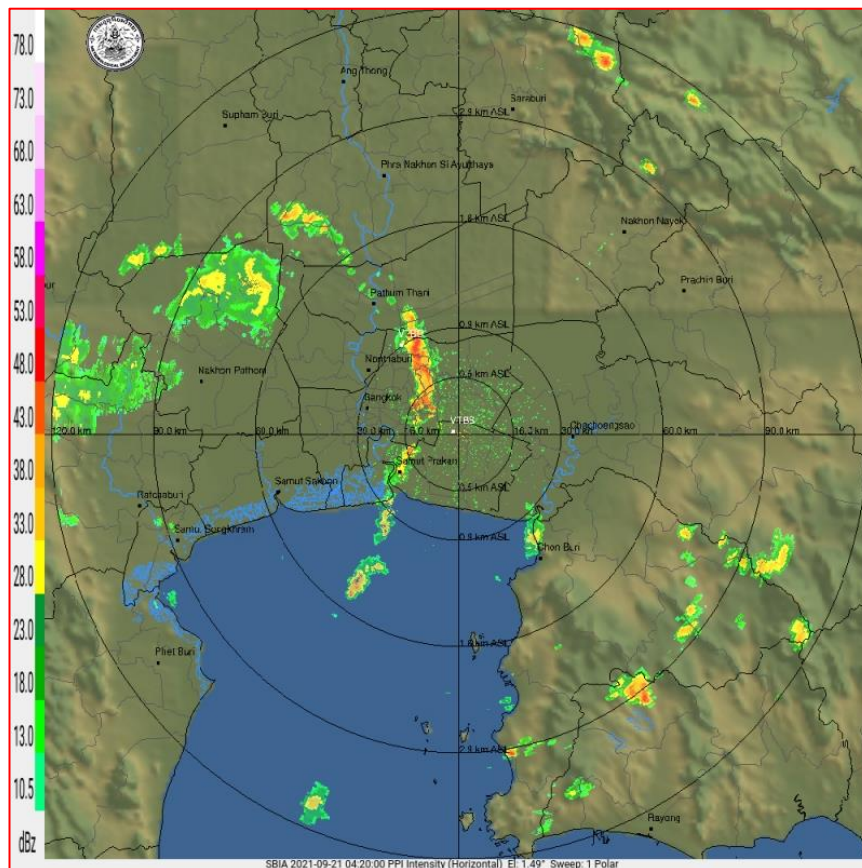 78.0
73.0
68.0
63.0
58.0
53.0
48.0
43.0
38.0
33.0
28.0
23.0
18.0
13.0
10.5
dBz
Ang Thong
Saraburi
Supham Buri
2.9 km ASL
Phra Nakhon Si Ayutthaya
1.8 km ASL
Nakhon Nayok
Prachin Buri
Pathum Thani
0.9 km ASL
Nonthaburi
0.5 km ASL
Nakhon Pathom
Bangkok
VTBS
Chachoengsao
120.0 km
90.0 km
60.0 km
30.0 km
16.2 km
30.0 km
60.0 km
90.0 km
Samut Prakan
0.5 km ASL
Samut Sakhon
Ratchaburi
0.9 km ASL
Samut Songkhram
Chon Buri
1.8 km ASL
Phet Buri
2.9 km ASL
Rayong
SBIA 2021-09-21 04:20:00 PPI Intensity (Horizontal) El: 1.49° Sweep: 1 Polar